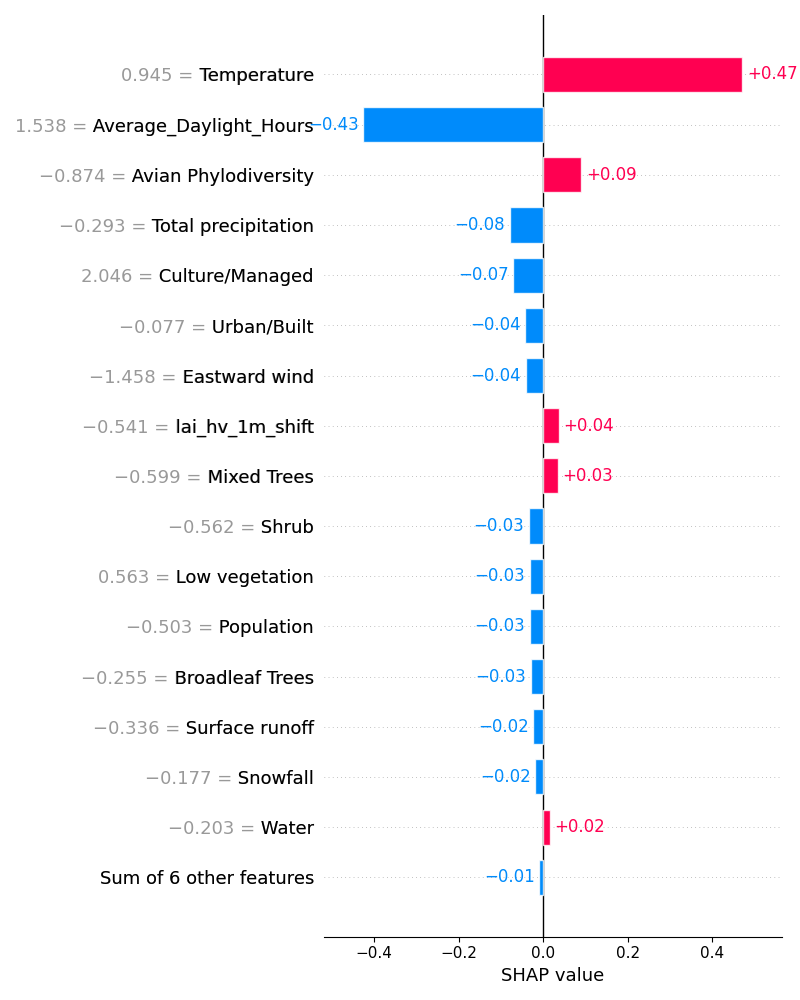 0.945 = Temperature +0.47
1.538 = Average_Daylight_Hours −0.43
−0.874 = Avian Phylodiversity +0.09
−0.293 = Total precipitation −0.08
2.046 = Culture/Managed −0.07
−0.077 = Urban/Built −0.04
−1.458 = Eastward wind −0.04
−0.541 = lai_hv_1m_shift +0.04
−0.599 = Mixed Trees +0.03
−0.562 = Shrub −0.03
0.563 = Low vegetation −0.03
−0.503 = Population −0.03
−0.255 = Broadleaf Trees −0.03
−0.336 = Surface runoff −0.02
−0.177 = Snowfall −0.02
−0.203 = Water +0.02
Sum of 6 other features −0.01
−0.4 −0.2 0.0 0.2 0.4
SHAP value